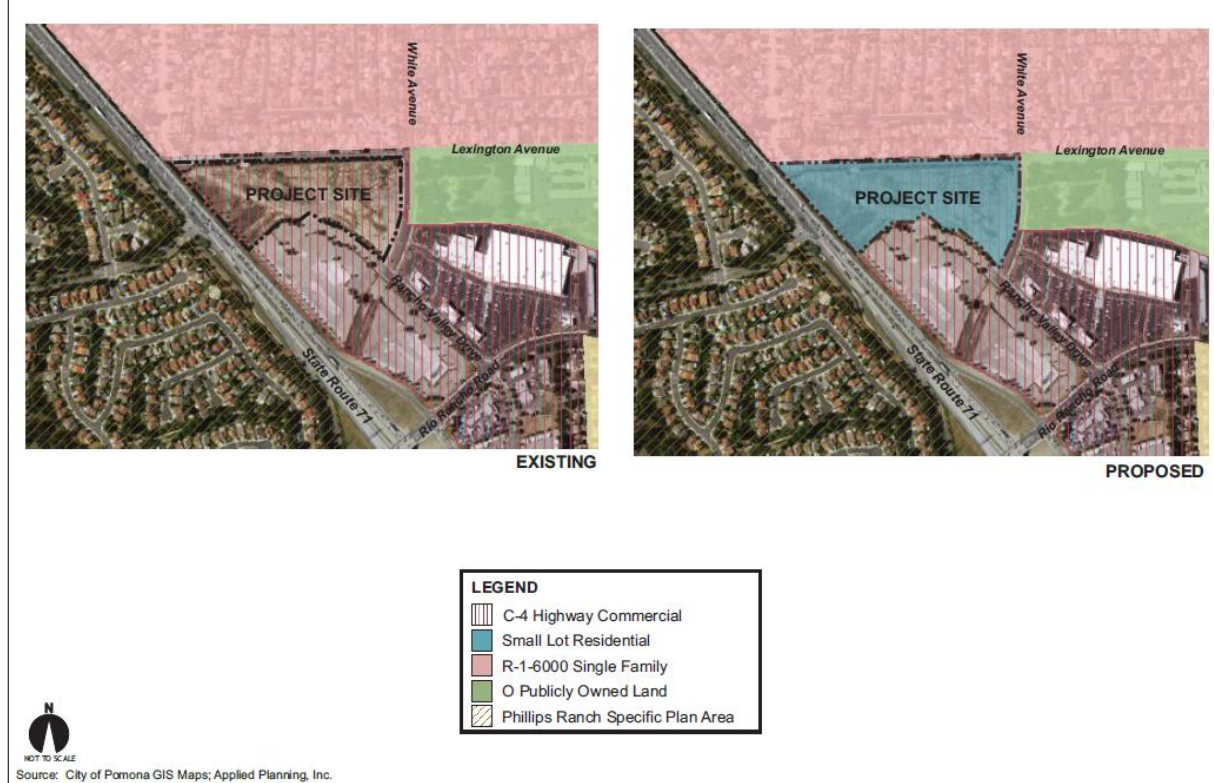 White Avenue
Lexington Avenue
PROJECT SITE
Rancho Valley Drive
State Route 71
Rio Rancho Road
EXISTING
White Avenue
Lexington Avenue
PROJECT SITE
Rancho Valley Drive
State Route 71
Rio Rancho Road
PROPOSED
LEGEND
C-4 Highway Commercial
Small Lot Residential
R-1-6000 Single Family
O Publicly Owned Land
Phillips Ranch Specific Plan Area
N
NOT TO SCALE
Source: City of Pomona GIS Maps; Applied Planning, Inc.